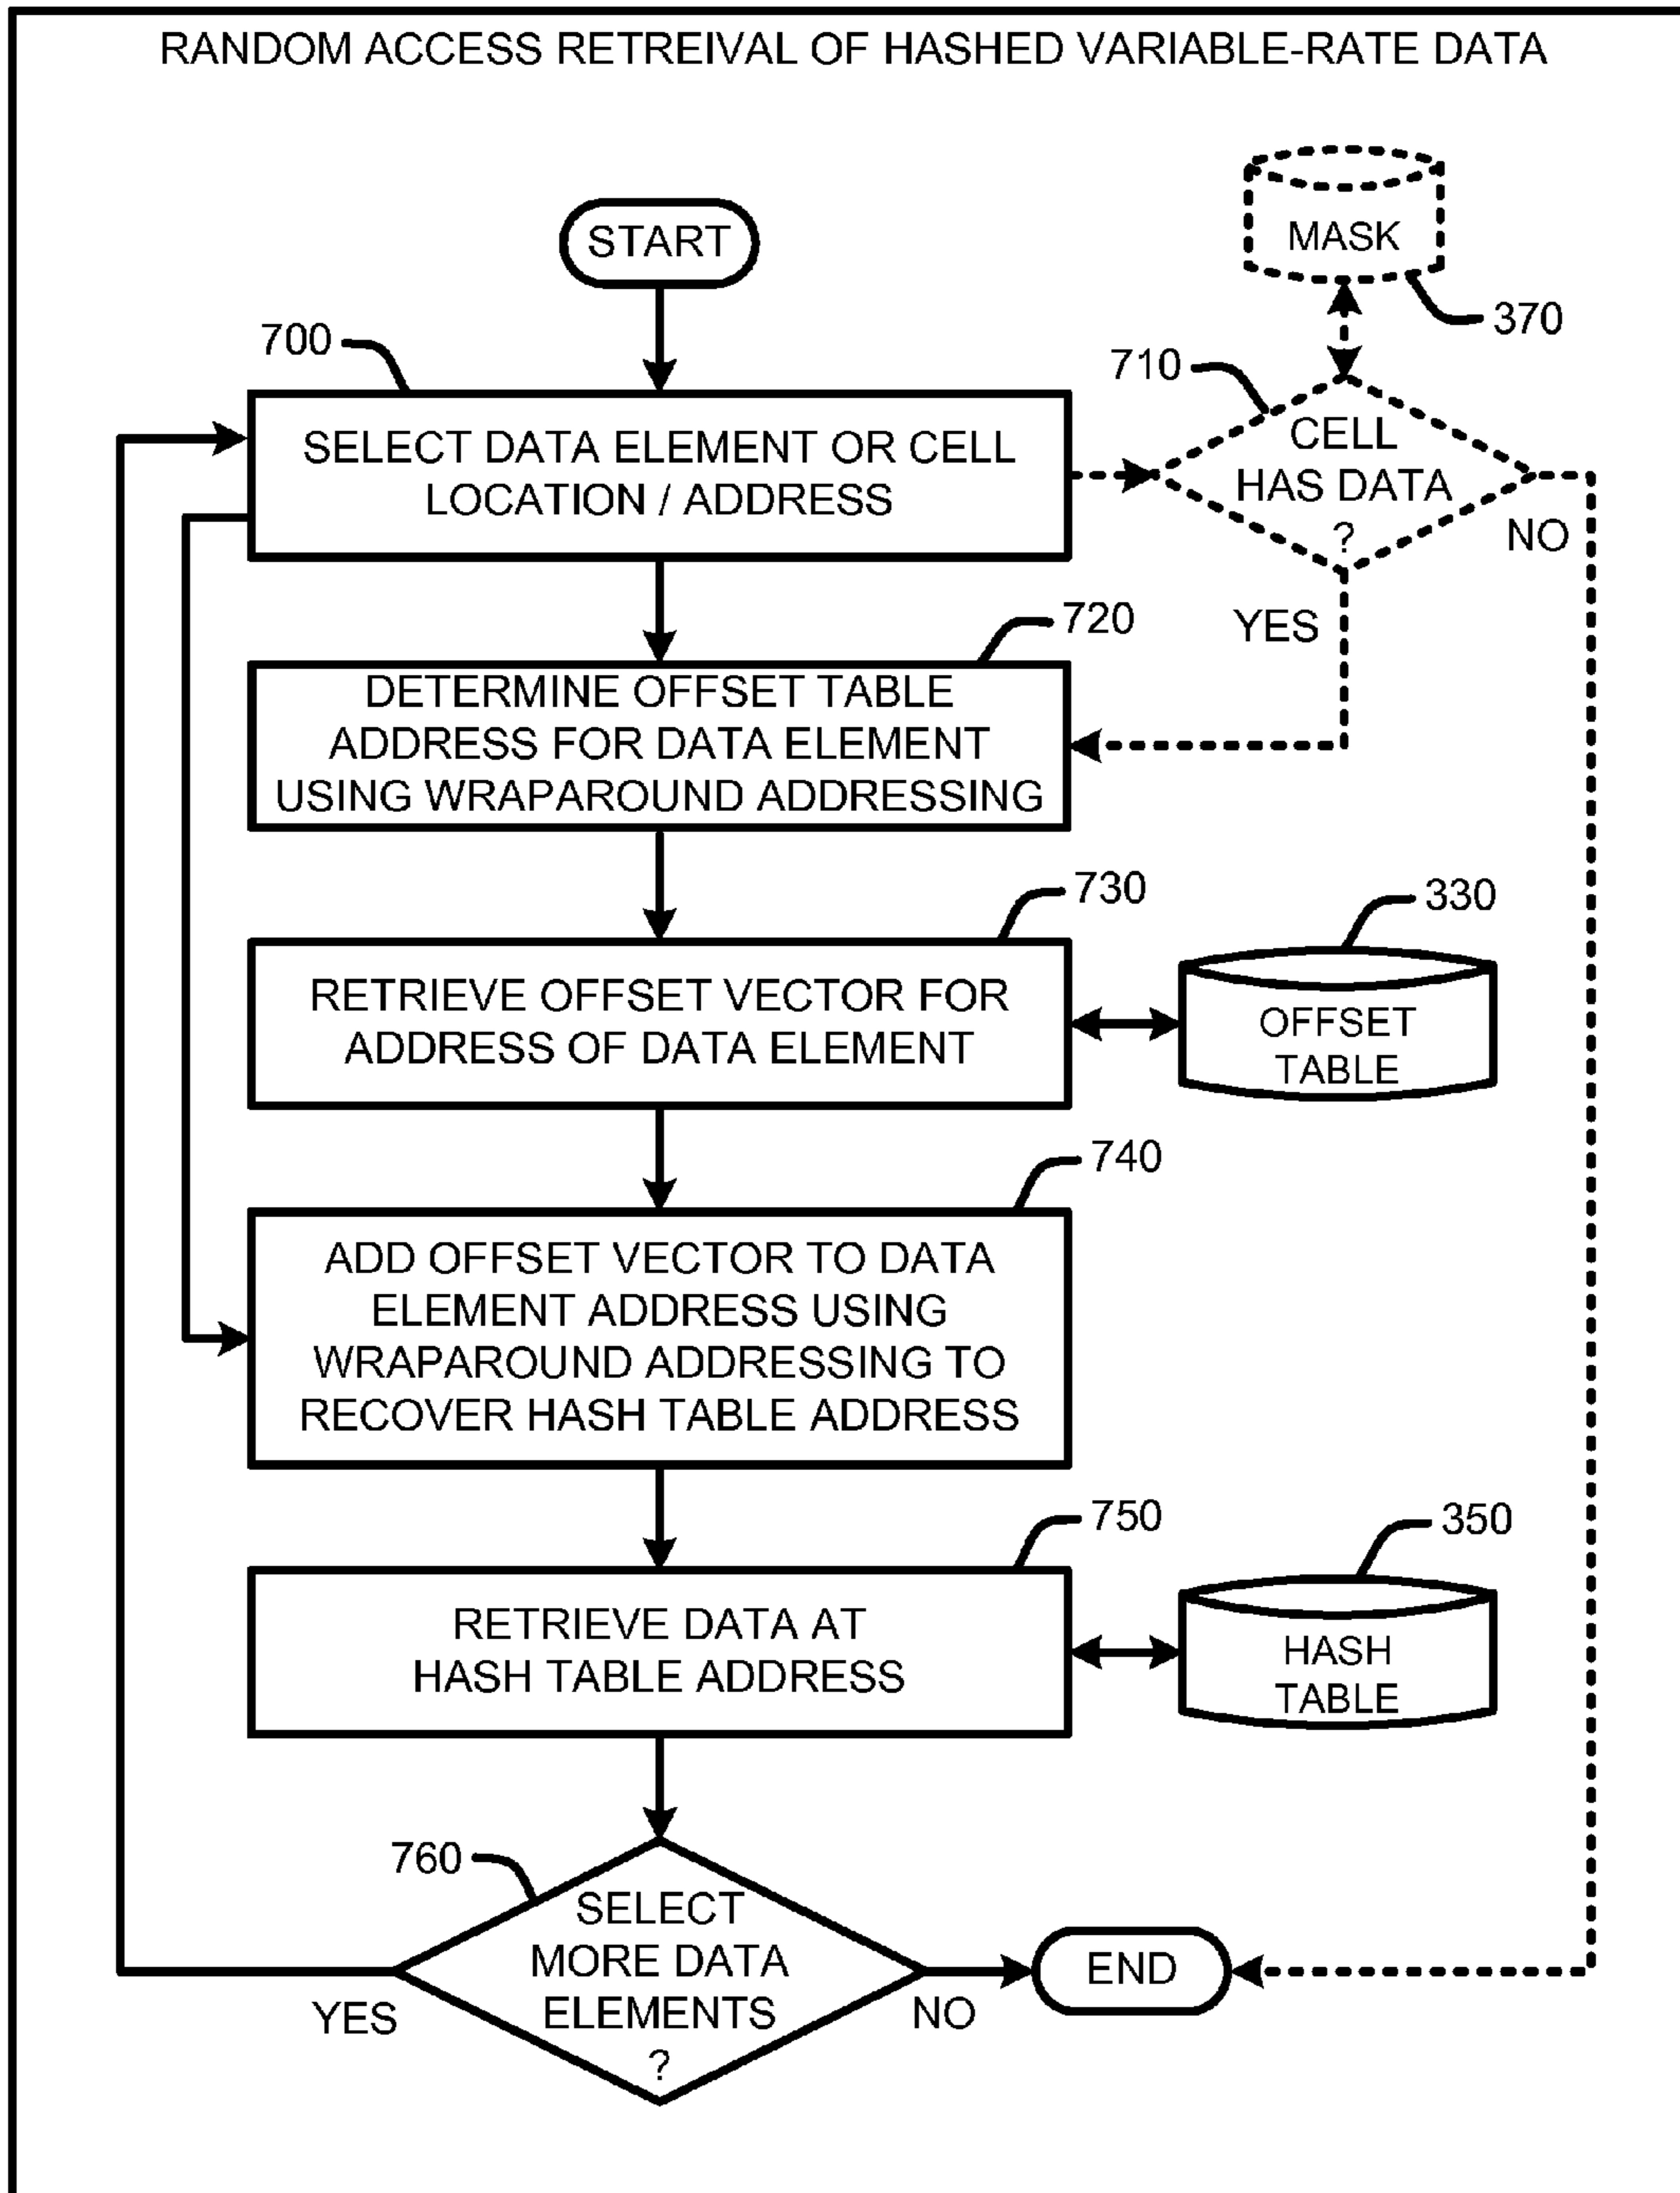 RANDOM ACCESS RETREIVAL OF HASHED VARIABLE-RATE DATA
START
MASK
370
700
710
SELECT DATA ELEMENT OR CELL
LOCATION / ADDRESS
CELL
HAS DATA
?
NO
YES
720
DETERMINE OFFSET TABLE
ADDRESS FOR DATA ELEMENT
USING WRAPAROUND ADDRESSING
730
330
RETRIEVE OFFSET VECTOR FOR
ADDRESS OF DATA ELEMENT
OFFSET
TABLE
740
ADD OFFSET VECTOR TO DATA
ELEMENT ADDRESS USING
WRAPAROUND ADDRESSING TO
RECOVER HASH TABLE ADDRESS
750
350
RETRIEVE DATA AT
HASH TABLE ADDRESS
HASH
TABLE
760
SELECT
MORE DATA
ELEMENTS
?
YES
NO
END